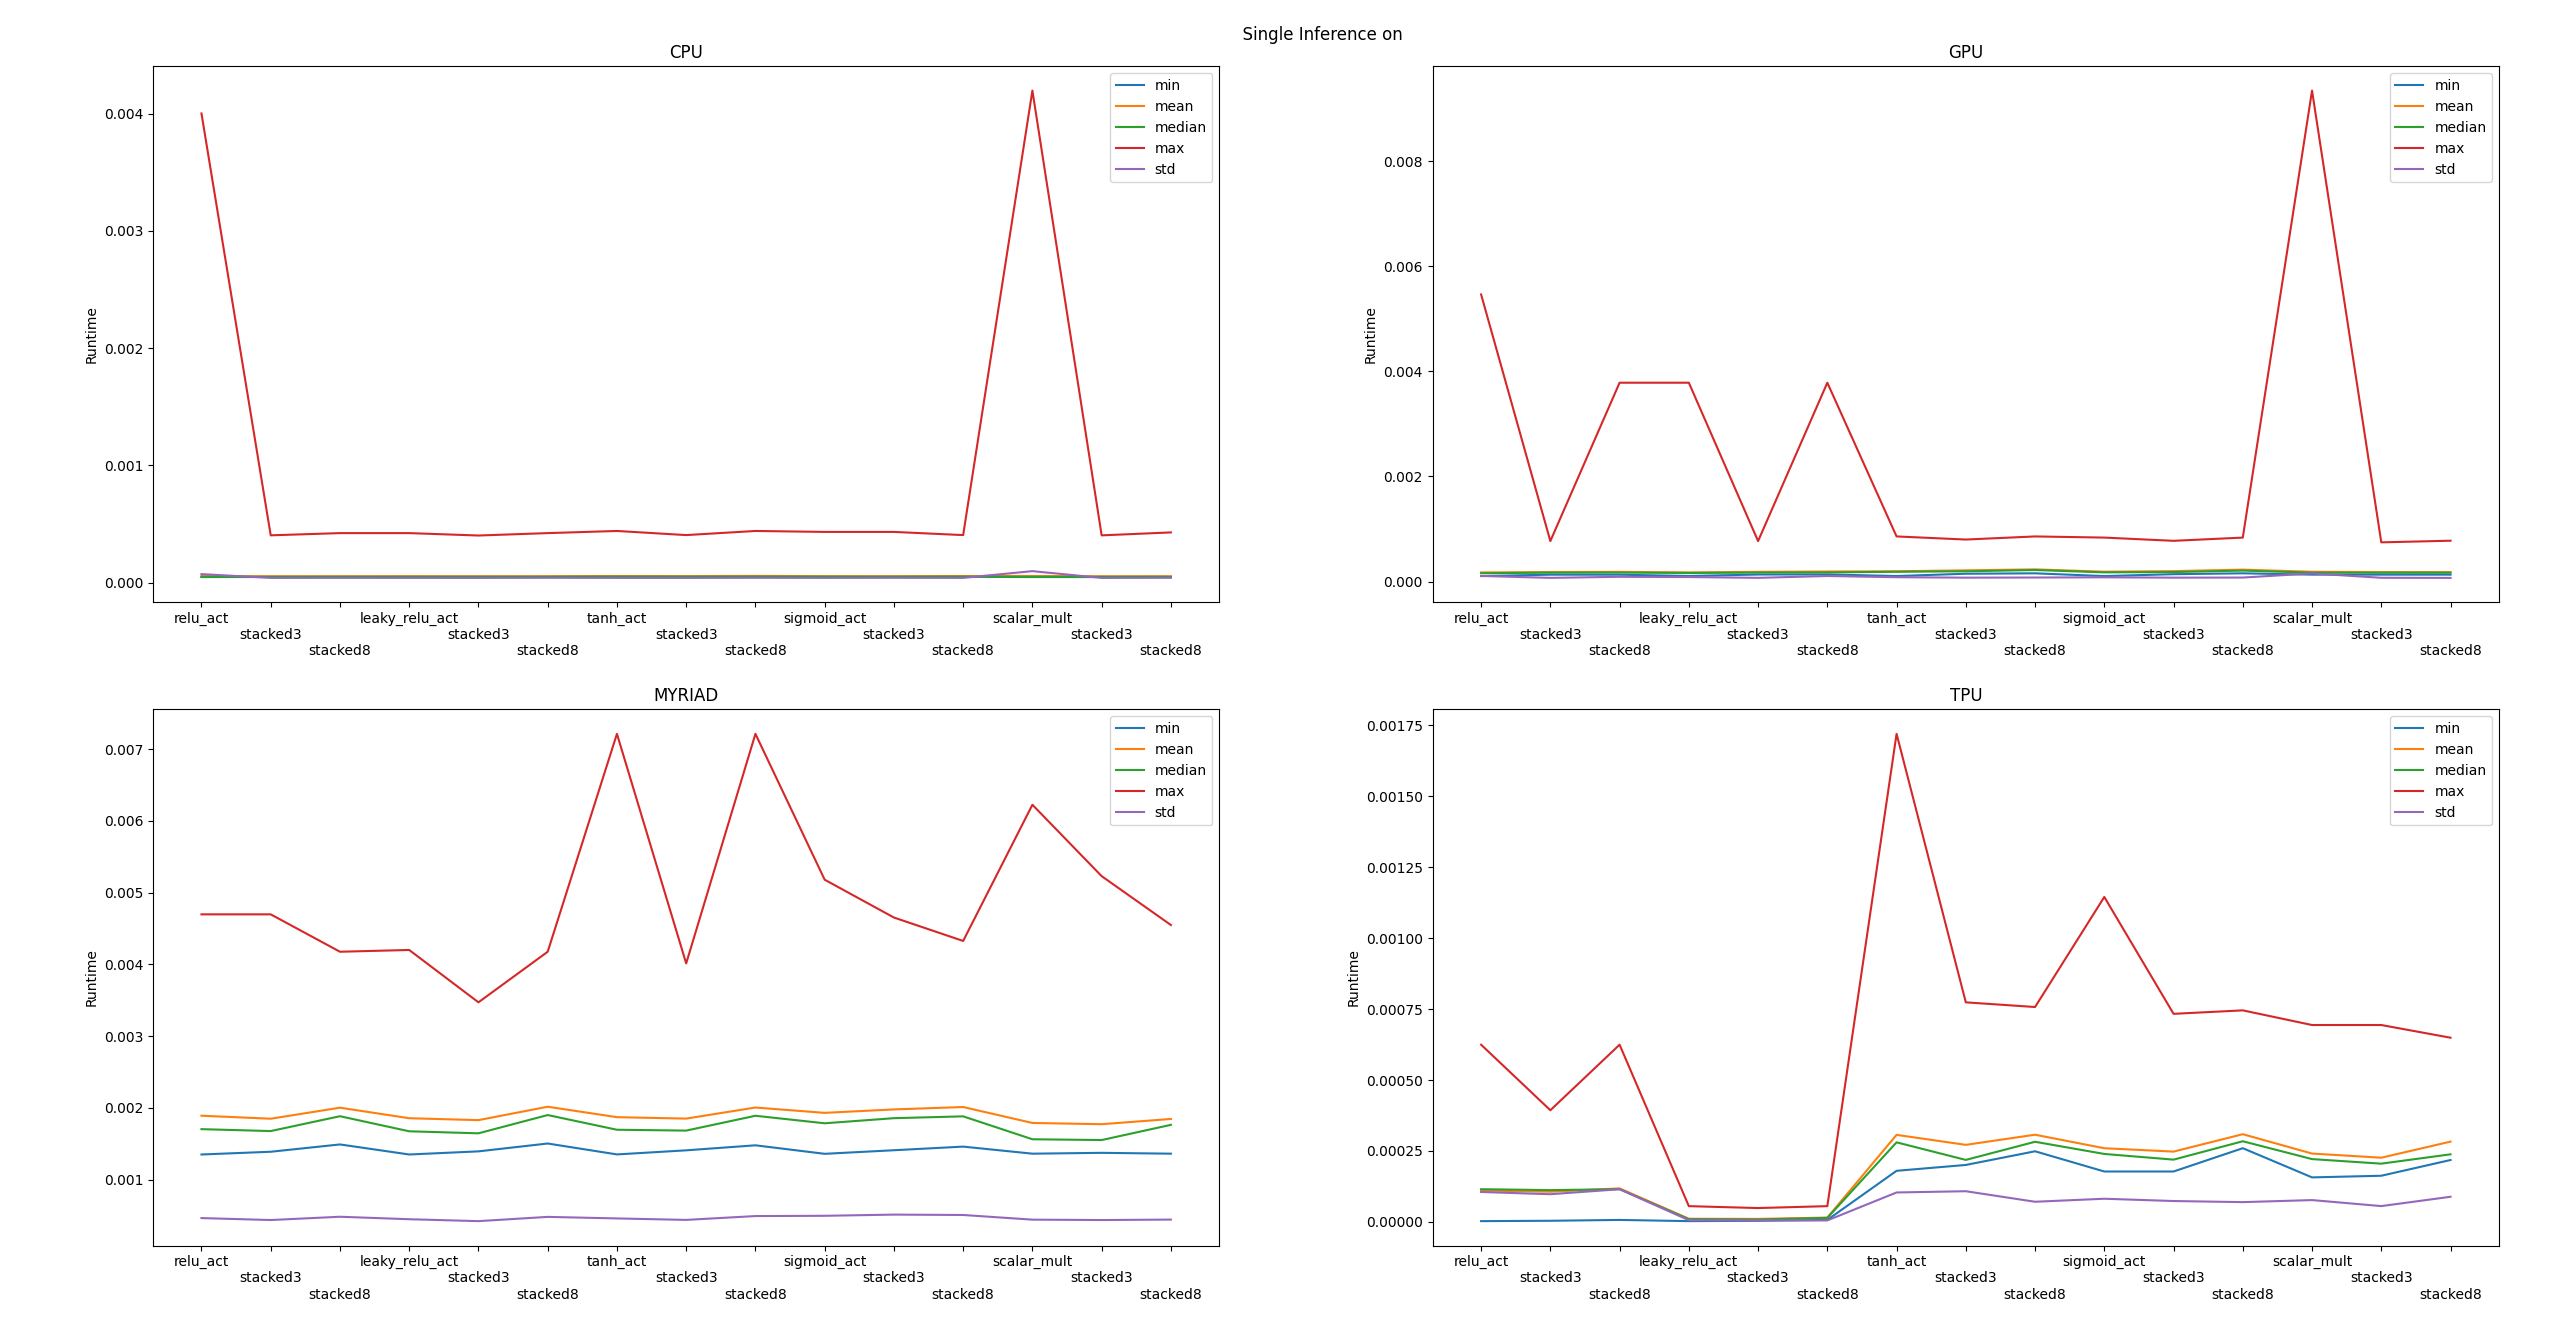 Single Inference on
CPU
Runtime
0.004
0.003
0.002
0.001
0.000
min
mean
median
max
std
relu_act leaky_relu_act tanh_act sigmoid_act scalar_mult
stacked3 stacked3 stacked3 stacked3 stacked3
stacked8 stacked8 stacked8 stacked8 stacked8
GPU
Runtime
0.008
0.006
0.004
0.002
0.000
min
mean
median
max
std
relu_act leaky_relu_act tanh_act sigmoid_act scalar_mult
stacked3 stacked3 stacked3 stacked3 stacked3
stacked8 stacked8 stacked8 stacked8 stacked8
MYRIAD
Runtime
0.007
0.006
0.005
0.004
0.003
0.002
0.001
min
mean
median
max
std
relu_act leaky_relu_act tanh_act sigmoid_act scalar_mult
stacked3 stacked3 stacked3 stacked3 stacked3
stacked8 stacked8 stacked8 stacked8 stacked8
TPU
Runtime
0.00175
0.00150
0.00125
0.00100
0.00075
0.00050
0.00025
0.00000
min
mean
median
max
std
relu_act leaky_relu_act tanh_act sigmoid_act scalar_mult
stacked3 stacked3 stacked3 stacked3 stacked3
stacked8 stacked8 stacked8 stacked8 stacked8